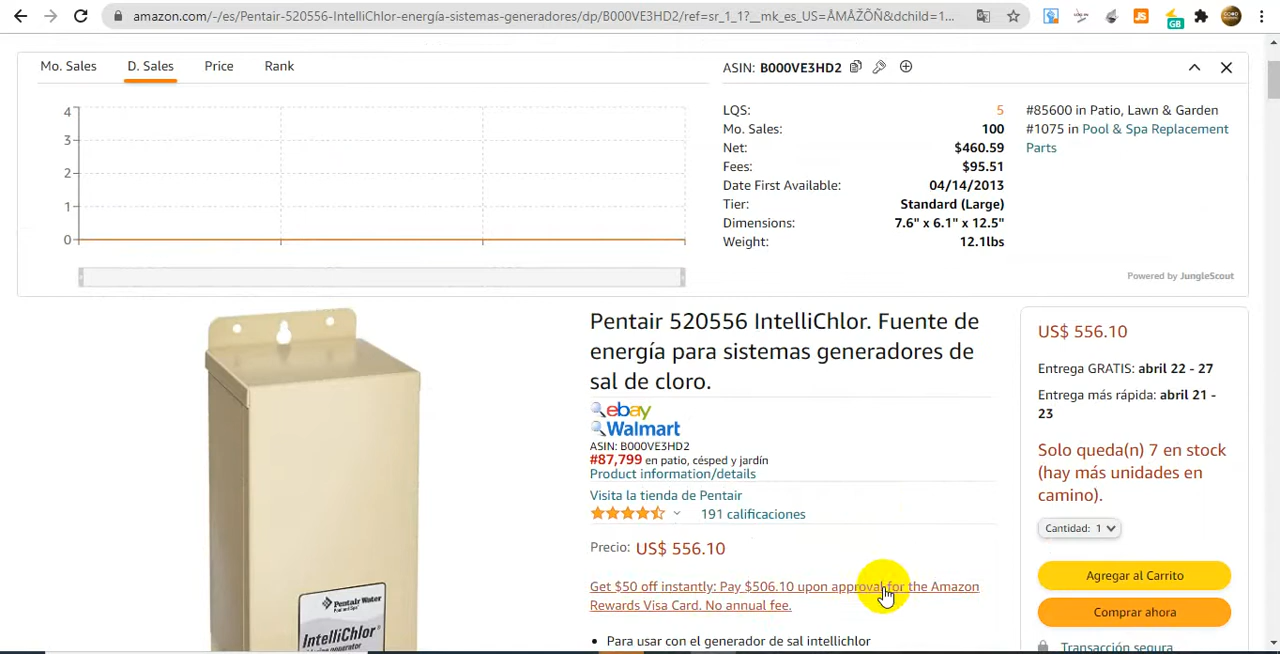 amazon.com/-/es/Pentair-520556-IntelliChlor-energía-sistemas-generadores/dp/B000VE3HD2/ref=sr_1_1?__mk_es_US=ÅMÅŽÕÑ&dchild=1...
JS
GB
Mo. Sales D. Sales Price Rank
ASIN: B000VE3HD2
4
3
2
1
0
LQS: 5
Mo. Sales: 100
Net: $460.59
Fees: $95.51
Date First Available: 04/14/2013
Tier: Standard (Large)
Dimensions: 7.6" x 6.1" x 12.5"
Weight: 12.1lbs
#85600 in Patio, Lawn & Garden
#1075 in Pool & Spa Replacement
Parts
Powered by JungleScout
Pentair Water
IntelliChlor
Pentair 520556 IntelliChlor. Fuente de
energía para sistemas generadores de
sal de cloro.
ebay
Walmart
ASIN: B000VE3HD2
#87,799 en patio, césped y jardín
Product information/details
Visita la tienda de Pentair
191 calificaciones
Precio: US$ 556.10
Get $50 off instantly: Pay $506.10 upon approval for the Amazon
Rewards Visa Card. No annual fee.
• Para usar con el generador de sal intellichlor
US$ 556.10
Entrega GRATIS: abril 22 - 27
Entrega más rápida: abril 21 -
23
Solo queda(n) 7 en stock
(hay más unidades en
camino).
Cantidad: 1
Agregar al Carrito
Comprar ahora
Transacción segura